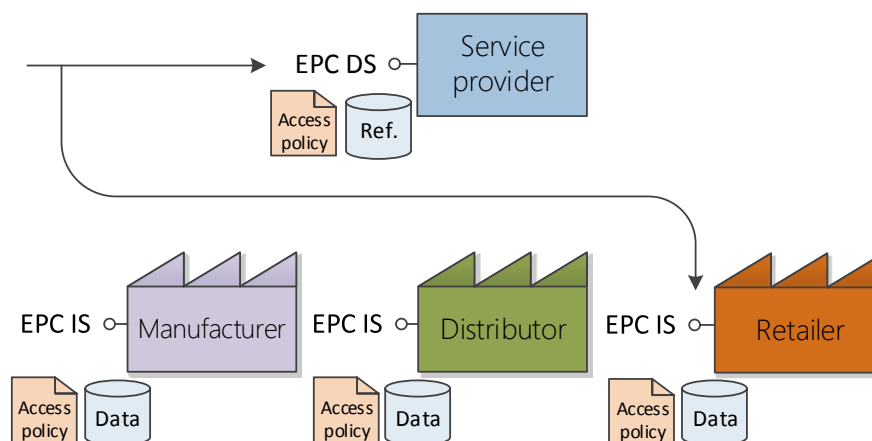 EPC DS
Service
provider
Access
policy
Ref.
EPC IS
Manufacturer
EPC IS
Distributor
EPC IS
Retailer
Access
policy
Data
Access
policy
Data
Access
policy
Data